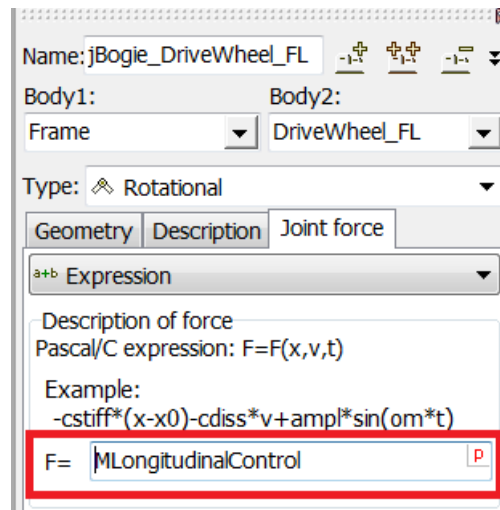 Name: jBogie_DriveWheel_FL
Body1: Body2:
Frame DriveWheel_FL
Type: Rotational
Geometry Description Joint force
a+b Expression
Description of force
Pascal/C expression: F=F(x,v,t)
Example:
-cstiff*(x-x0)-cdiss*v+ampl*sin(om*t)
F= MLongitudinalControl P